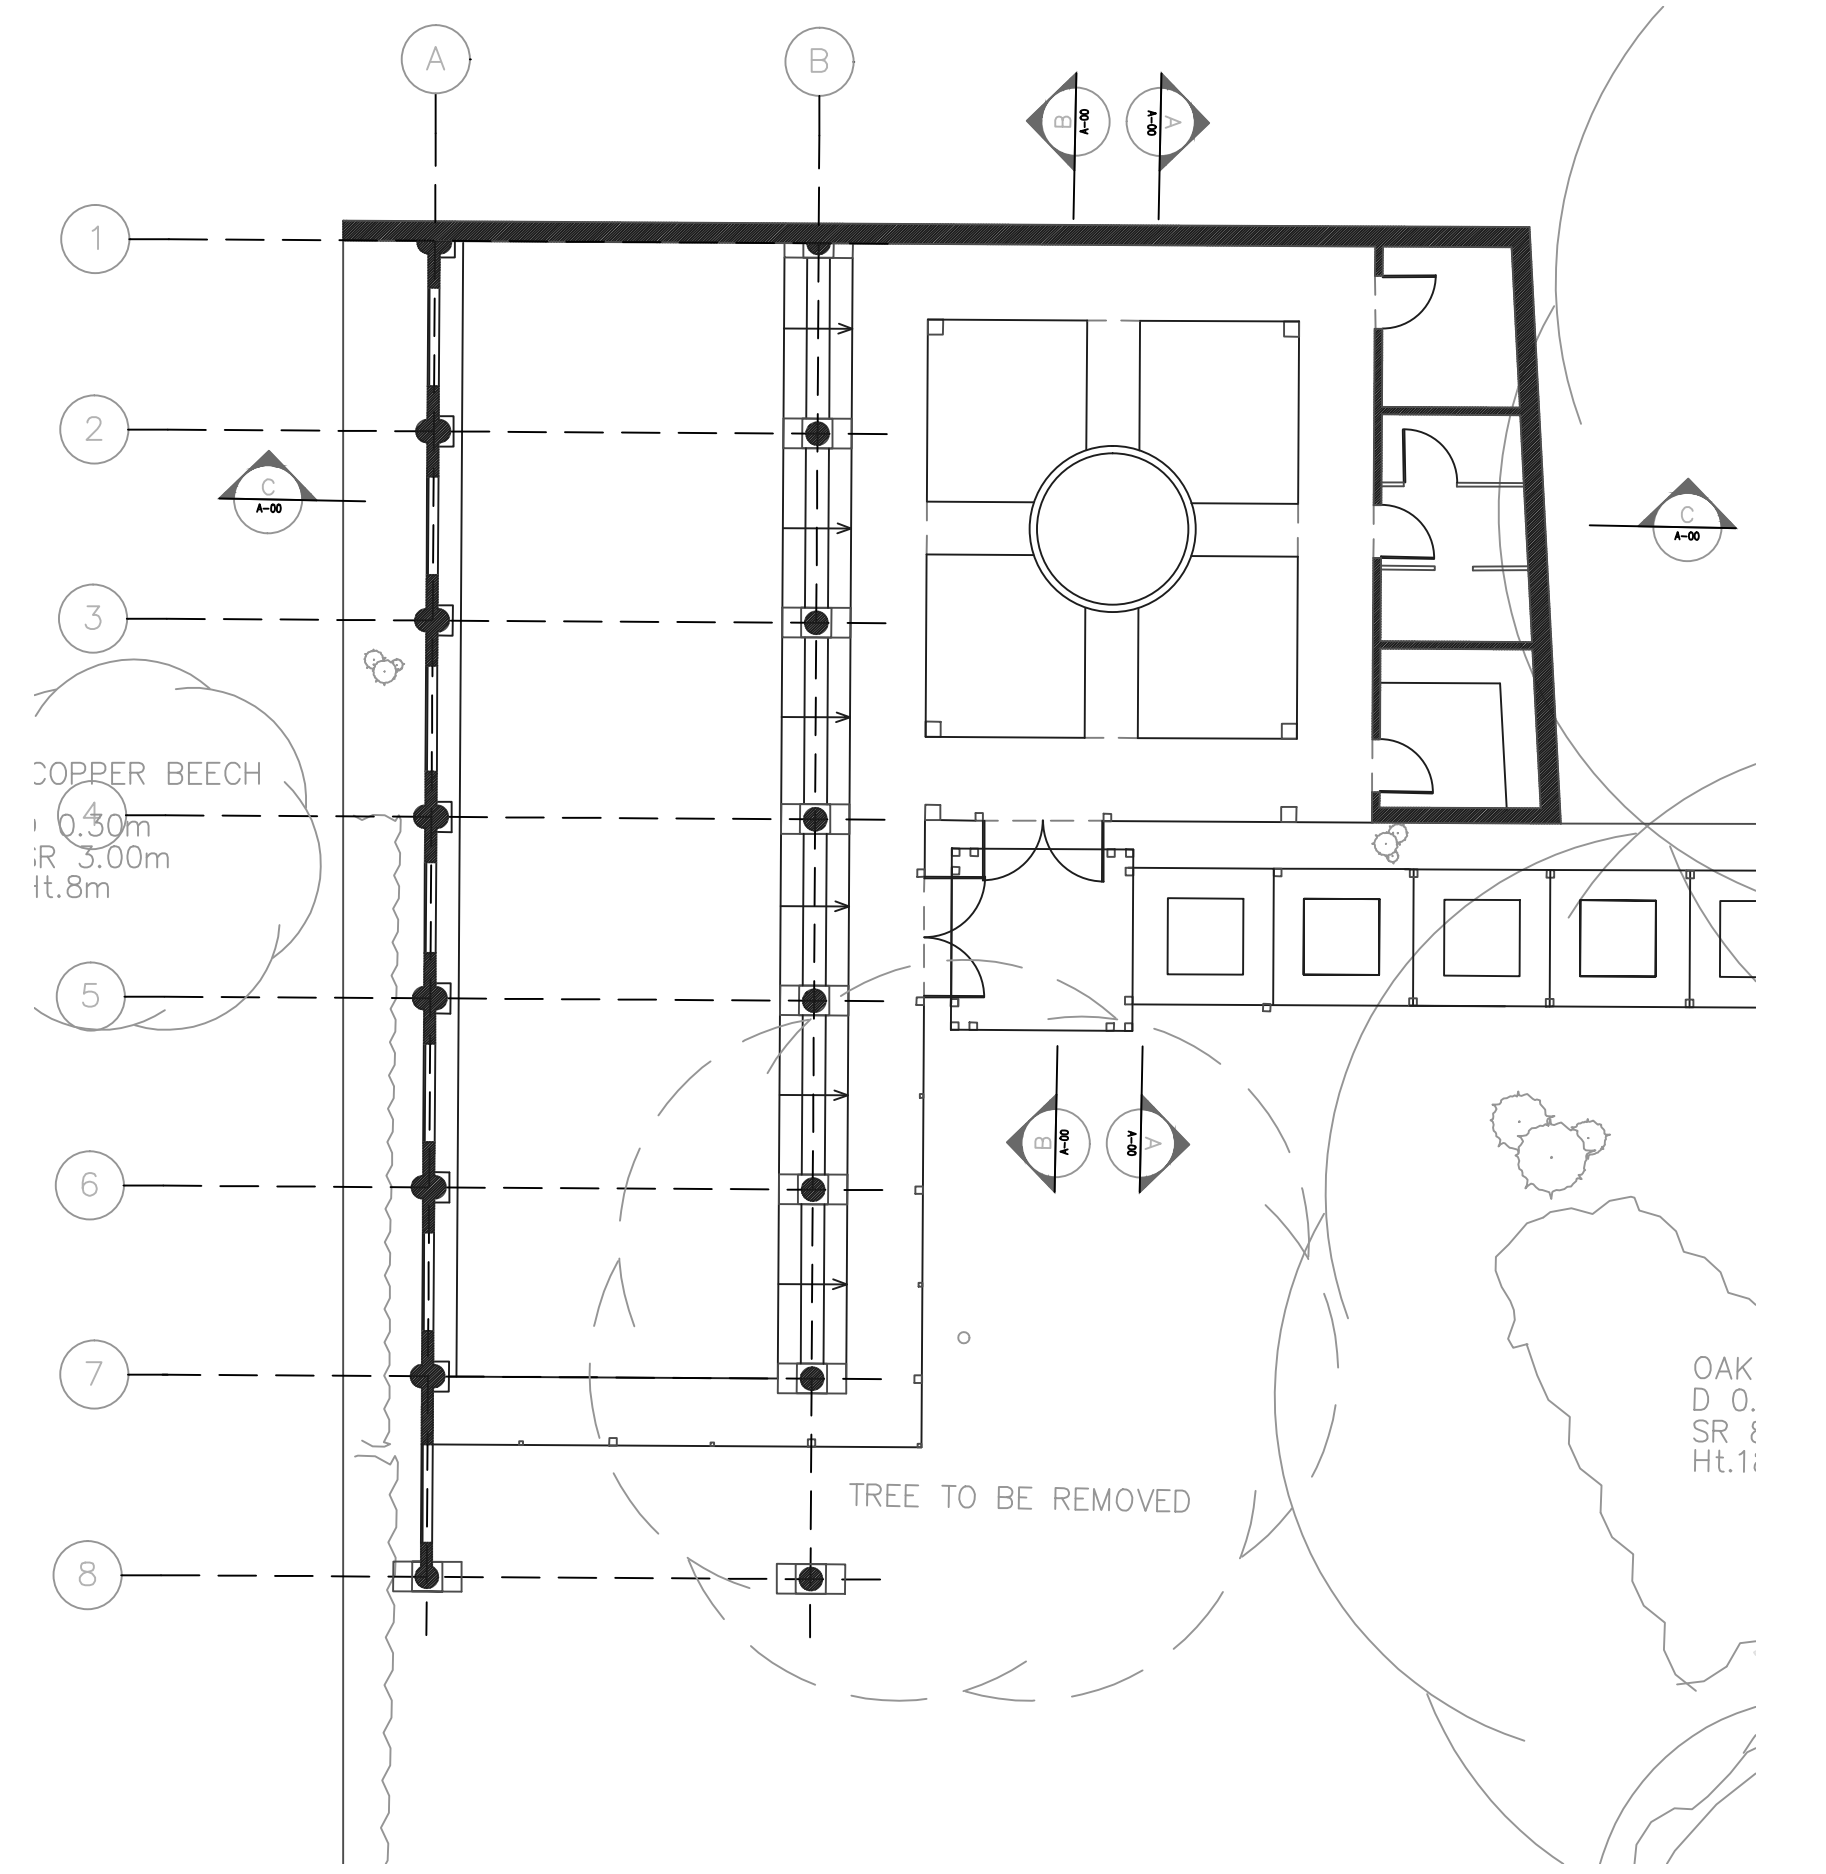 A
B
B
A-00
A
A-00
1
2
C
A-00
C
A-00
3
COPPER BEECH
4
0.30m
3.00m
Ht.8m
5
B
A-00
A
A-00
6
7
OAK
D 0.
SR
Ht.1
TREE TO BE REMOVED
8